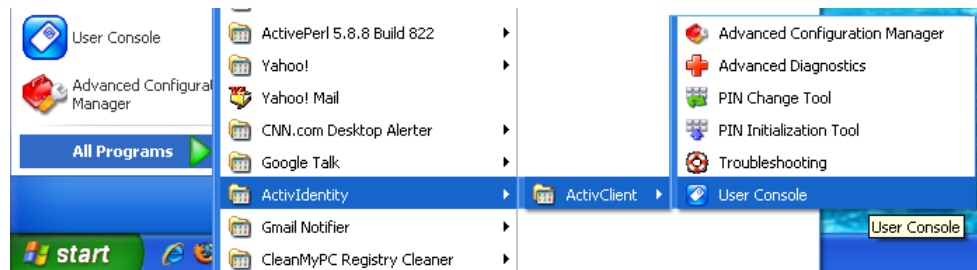 User Console
Advanced Configurat
Manager
All Programs
start
ActivePerl 5.8.8 Build 822
Yahoo!
Yahoo! Mail
CNN.com Desktop Alerter
Google Talk
ActivIdentity
Gmail Notifier
CleanMyPC Registry Cleaner
ActivClient
Advanced Configuration Manager
Advanced Diagnostics
PIN Change Tool
PIN Initialization Tool
Troubleshooting
User Console
User Console